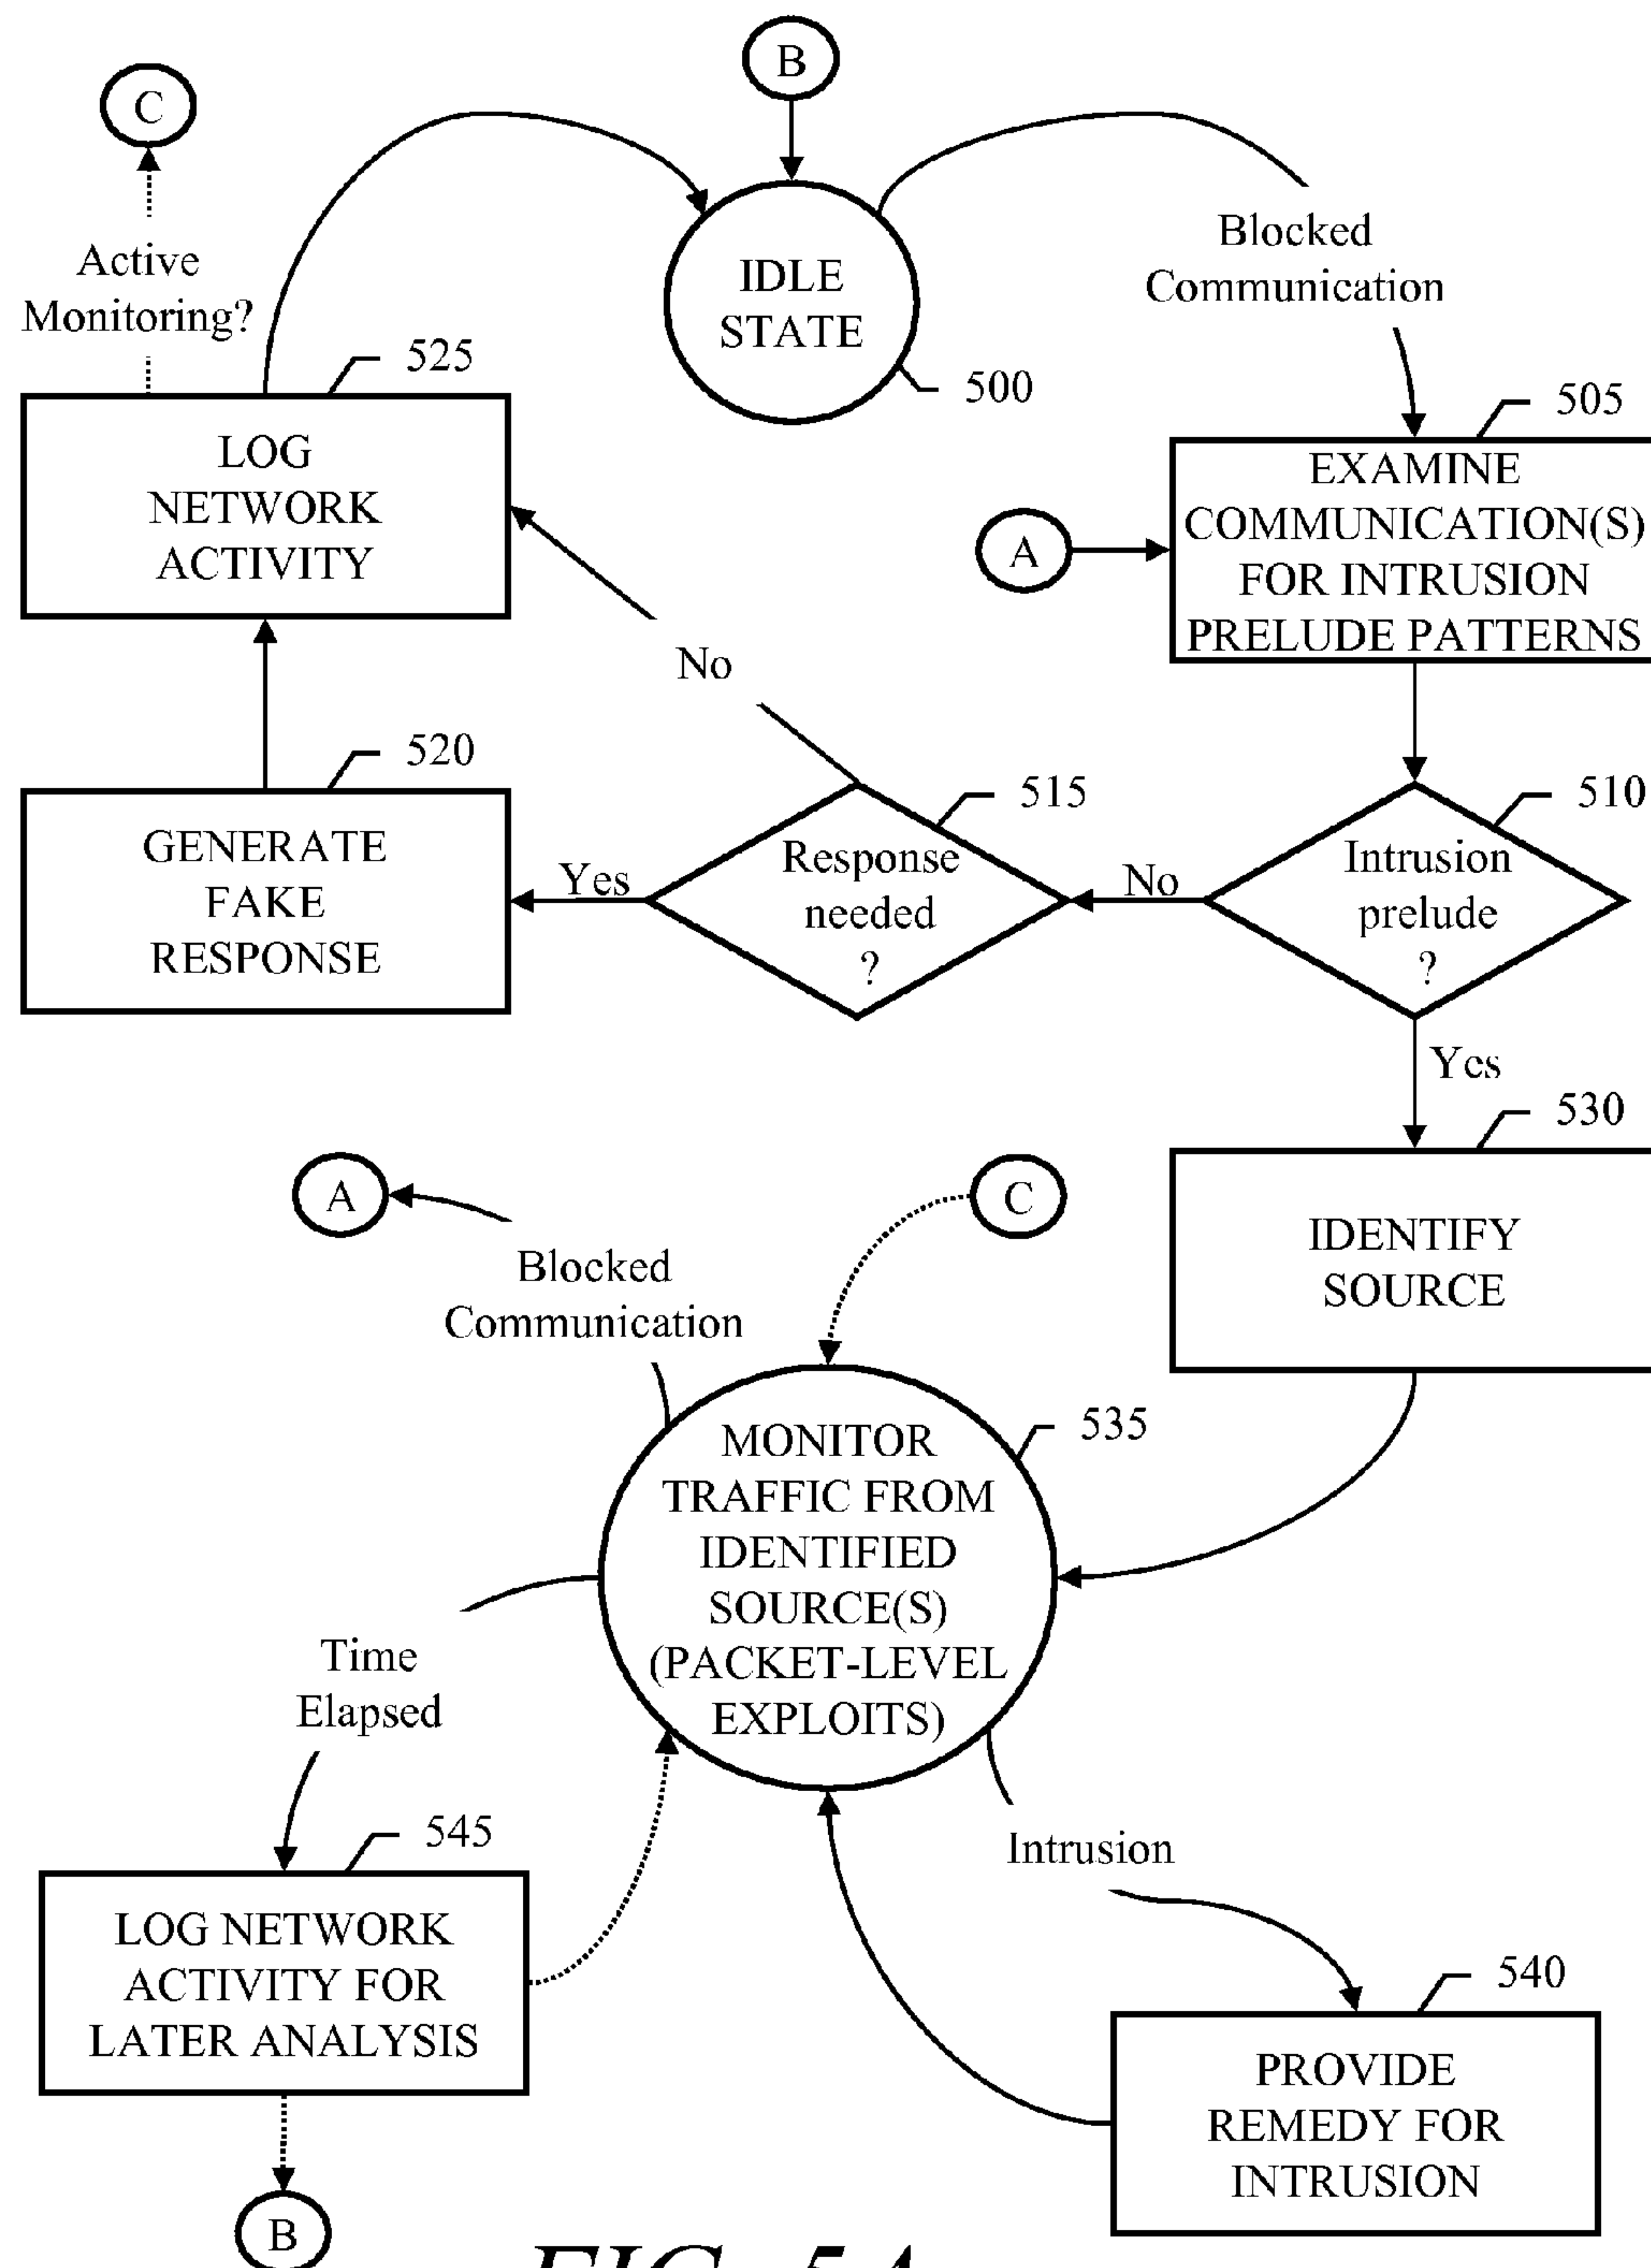 B
C
Active
Monitoring?
IDLE
STATE
500
Blocked
Communication
525
LOG
NETWORK
ACTIVITY
505
EXAMINE
COMMUNICATION(S)
FOR INTRUSION
PRELUDE PATTERNS
A
No
520
GENERATE
FAKE
RESPONSE
Yes
515
Response
needed
?
No
510
Intrusion
prelude
?
Yes
530
IDENTIFY
SOURCE
A
Blocked
Communication
C
535
MONITOR
TRAFFIC FROM
IDENTIFIED
SOURCE(S)
(PACKET-LEVEL
EXPLOITS)
Time
Elapsed
545
LOG NETWORK
ACTIVITY FOR
LATER ANALYSIS
Intrusion
540
PROVIDE
REMEDY FOR
INTRUSION
B
FIG. 5A